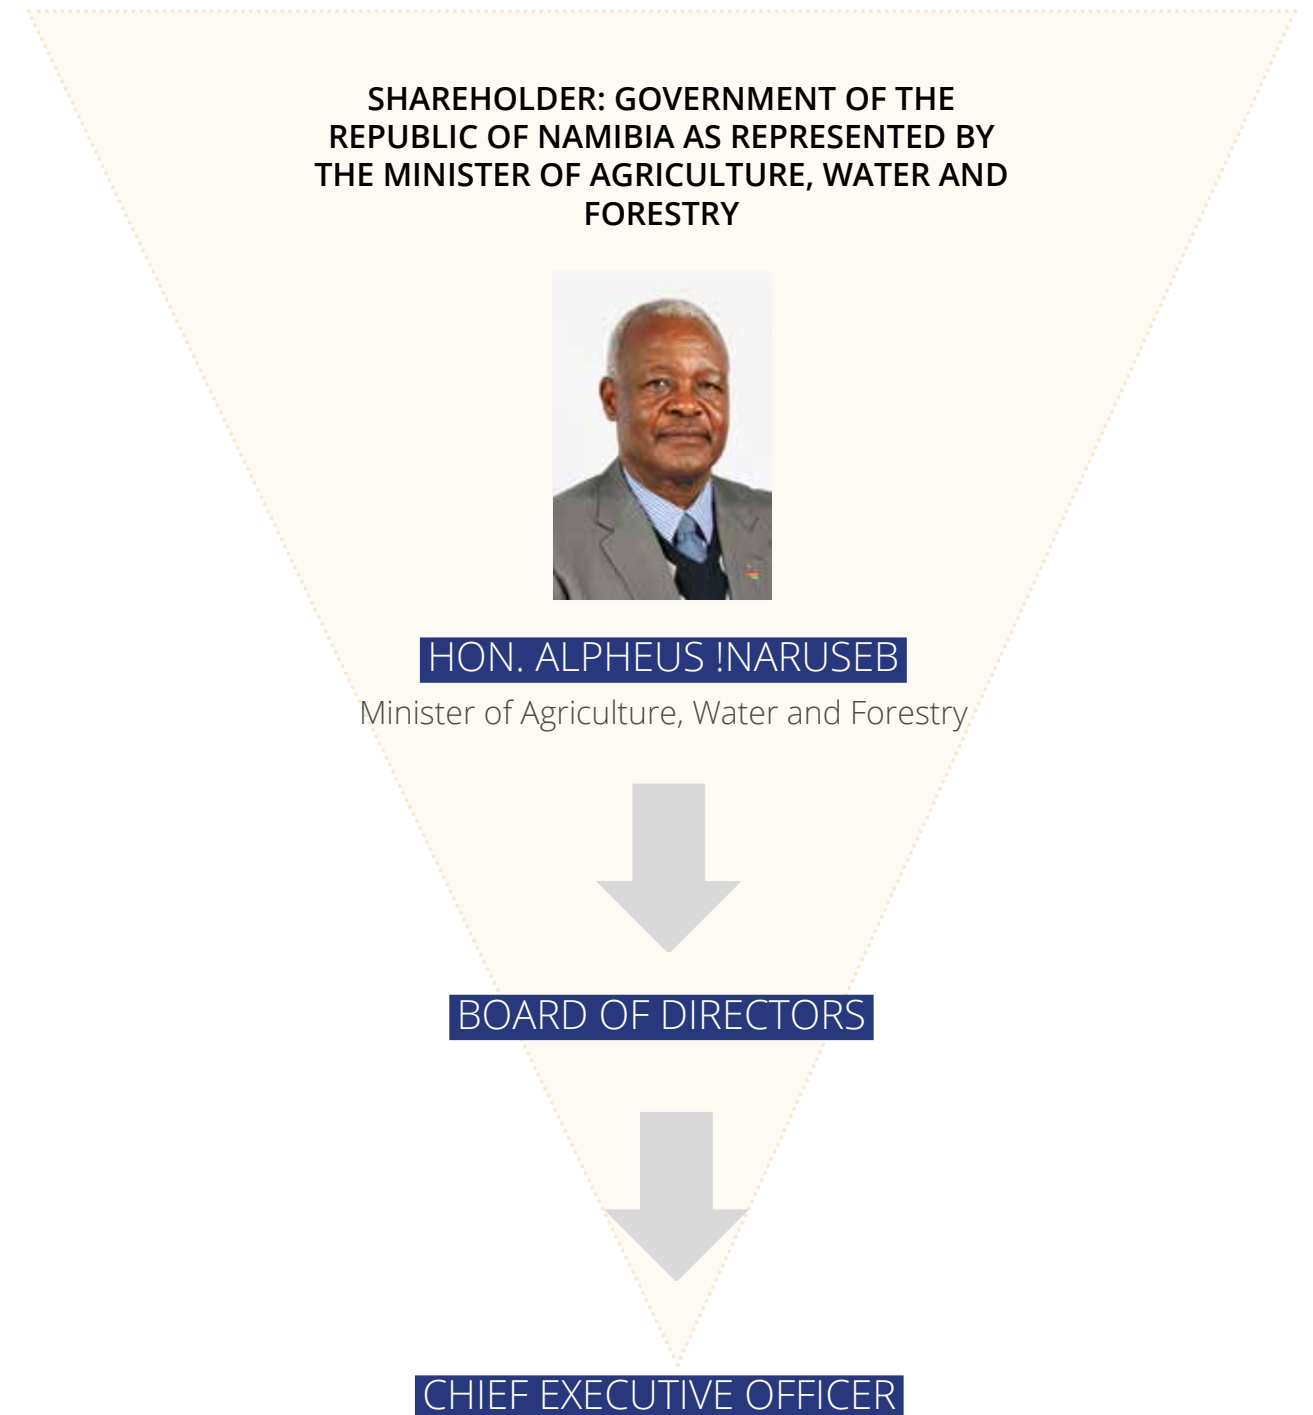 SHAREHOLDER: GOVERNMENT OF THE
REPUBLIC OF NAMIBIA AS REPRESENTED BY
THE MINISTER OF AGRICULTURE, WATER AND
FORESTRY
HON. ALPHEUS !NARUSEB
Minister of Agriculture, Water and Forestry
BOARD OF DIRECTORS
CHIEF EXECUTIVE OFFICER